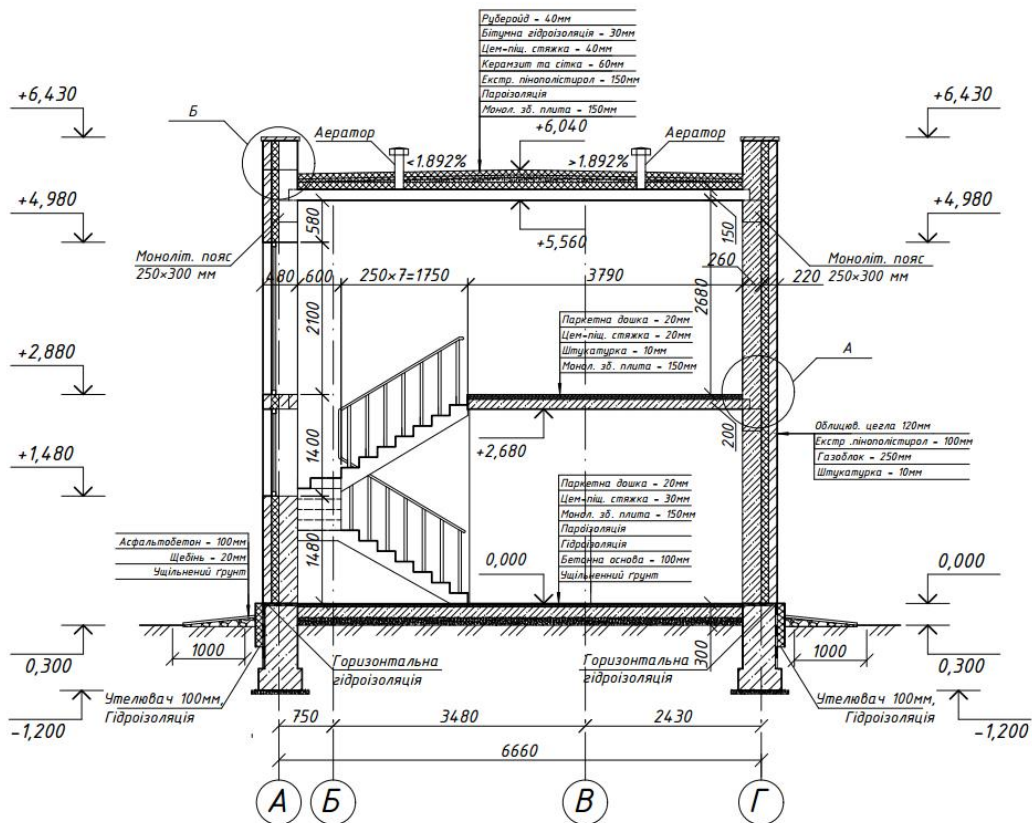 Руберойд - 40мм
Бітумна гідроізоляція - 30мм
Цем-піщ. стяжка - 40мм
Керамзит та сітка - 60мм
Екстр. пінополістирол - 150мм
Пароізоляція
Монол. зб. плита - 150мм
+6,430
+6,430
Б
Аератор
+6,040
Аератор
<1.892%
>1.892%
+4,980
+4,980
580
+5,560
150
Моноліт. пояс
250×300 мм
260
Моноліт. пояс
250×300 мм
480
600
250×7=1750
3790
220
2100
2680
Паркетна дошка - 20мм
Цем-піщ. стяжка - 20мм
Штукатурка - 10мм
Монол. зб. плита - 150мм
+2,880
А
200
Облицюв. цегла 120мм
Екстр .пінополістирол - 100мм
Газоблок - 250мм
Штукатурка - 10мм
+2,680
1400
+1,480
Паркетна дошка - 20мм
Цем-піщ. стяжка - 30мм
Монол. зб. плита - 150мм
Пароізоляція
Гідроізоляція
Бетонна основа - 100мм
Ущільненний ґрунт
Асфальтобетон - 100мм
Щебінь - 20мм
Ущільнений ґрунт
1480
0,000
0,000
0,000
1000
1000
300
0,300
0,300
Горизонтальна
гідроізоляція
Горизонтальна
гідроізоляція
Утелювач 100мм,
Гідроізоляція
Утелювач 100мм,
Гідроізоляція
-1,200
-1,200
750
3480
2430
6660
А
Б
В
Г